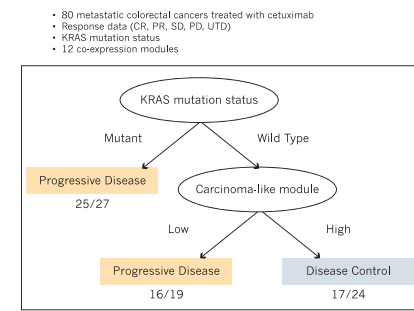 • 80 metastatic colorectal cancers treated with cetuximab
• Response data (CR, PR, SD, PD, UTD)
• KRAS mutation status
• 12 co-expression modules
KRAS mutation status
Mutant
Wild Type
Progressive Disease
25/27
Carcinoma-like module
Low
High
Progressive Disease
Disease Control
16/19
17/24